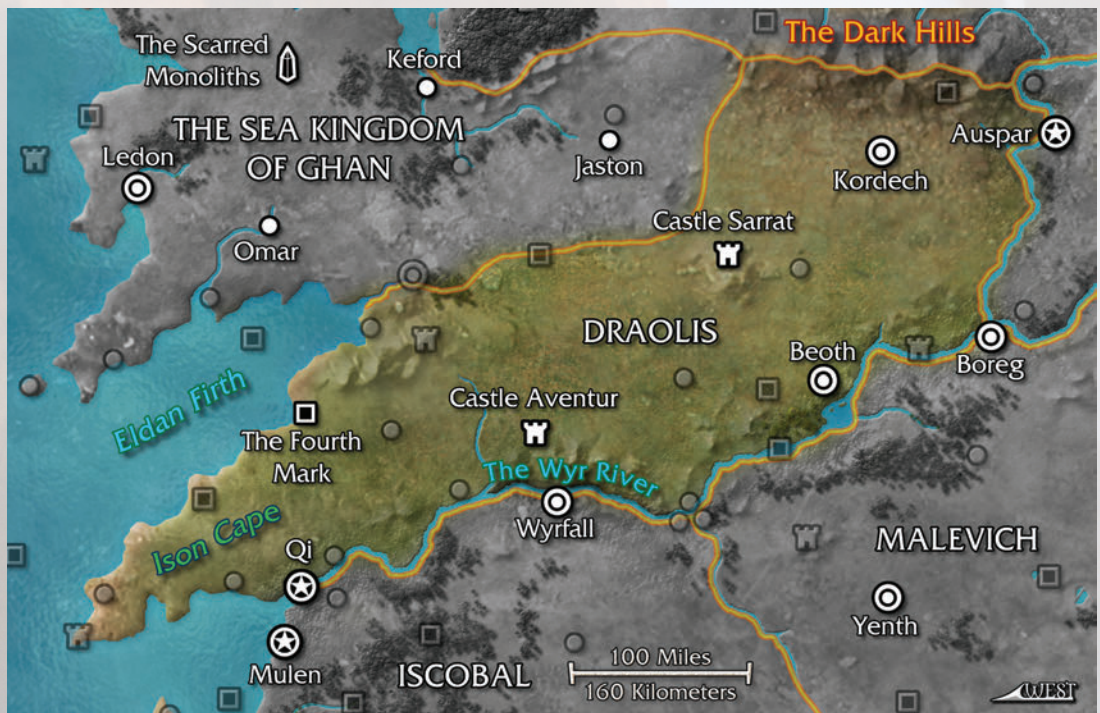 The Dark Hills
The Scarred
Monoliths
Keford
THE SEA KINGDOM
OF GHAN
Auspar
Ledon
Jaston
Kordech
Castle Sarrat
Omar
DRAOLIS
Beoth
Boreg
Eldan Firth
Castle Aventur
The Fourth
Mark
The Wyr River
Ison Cape
Wyrfall
Qi
MALEVICH
Yenth
Mulen
ISCOBAL
100 Miles
160 Kilometers
WEST